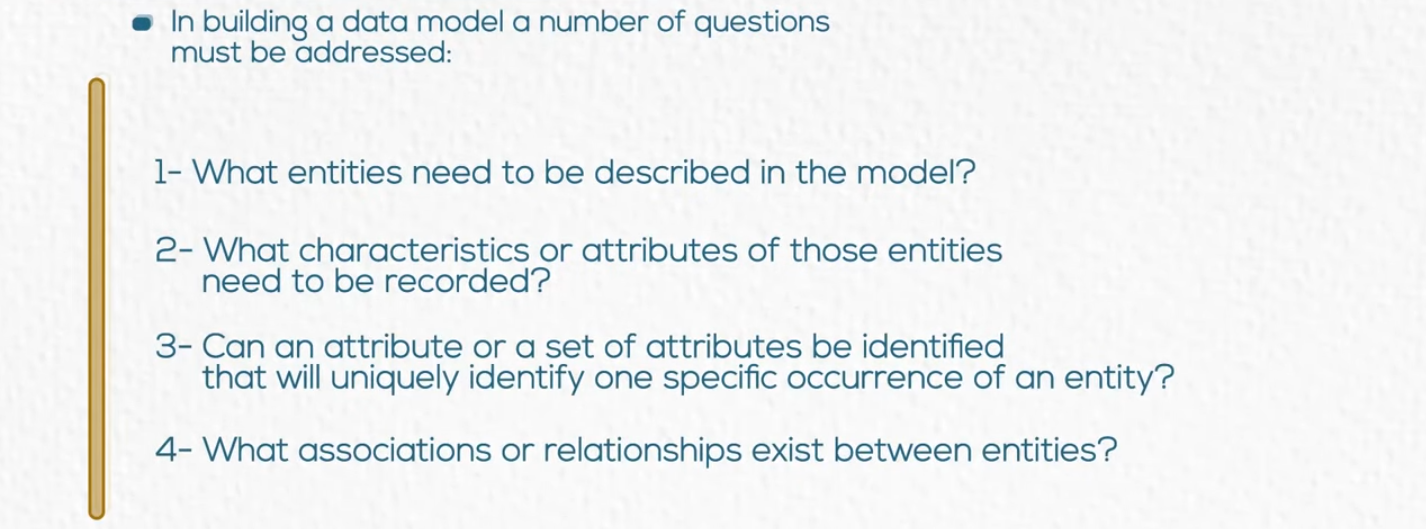 In building a data model a number of questions
must be addressed:
1- What entities need to be described in the model?
2- What characteristics or attributes of those entities
need to be recorded?
3- Can an attribute or a set of attributes be identified
that will uniquely identify one specific occurrence of an entity?
4- What associations or relationships exist between entities?